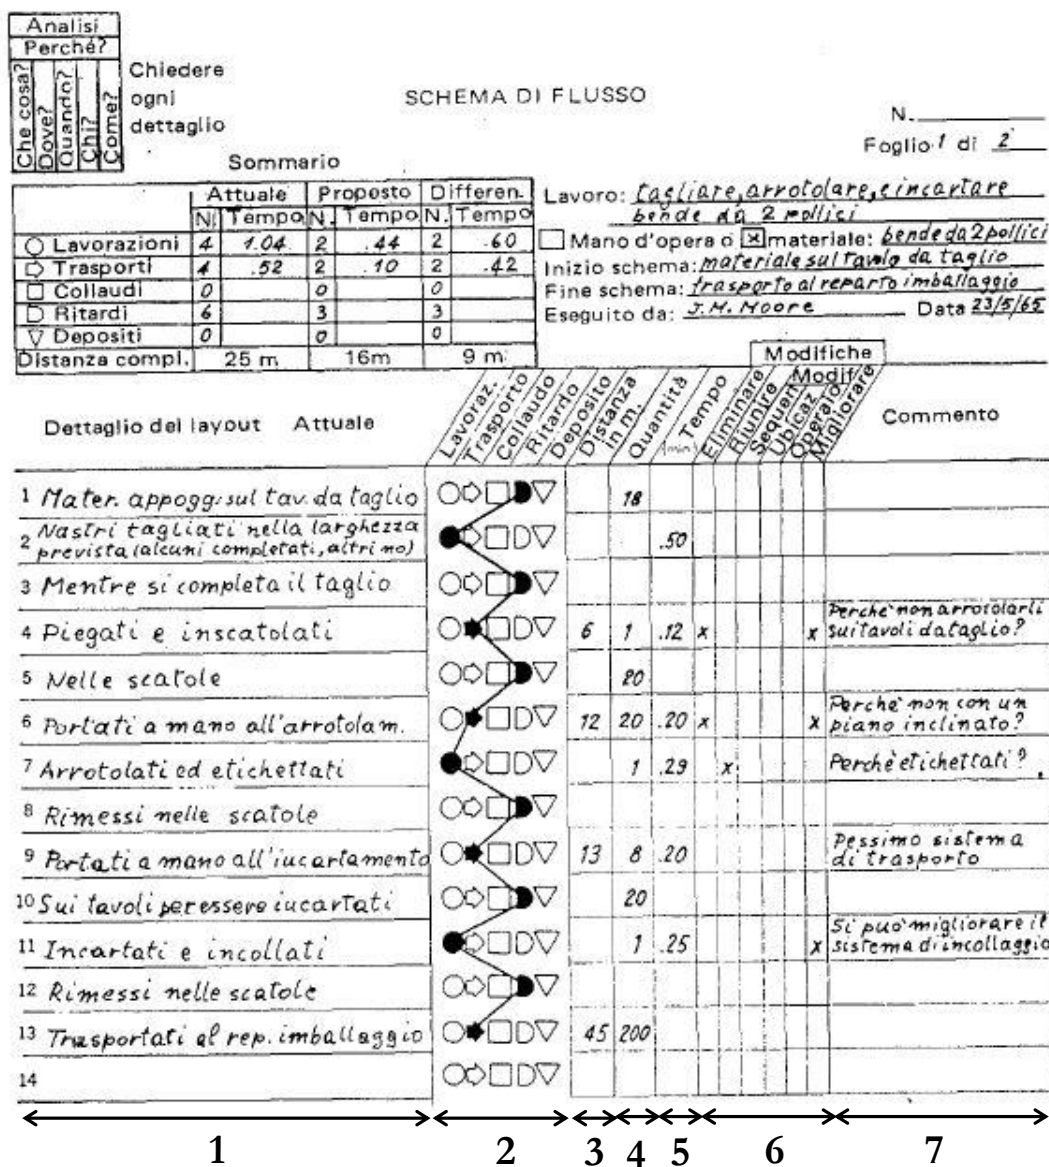 Analisi
Perché?
Che cosa?
Dove?
Quando?
Chi?
Come?
Chiedere
ogni
dettaglio
SCHEMA DI FLUSSO
N.
Foglio 1 di 2
Sommario
Attuale Proposto Differen.
N. Tempo N. Tempo N. Tempo
Lavorazioni 4 1.04 2 .44 2 .60
Trasporti 4 .52 2 .10 2 .42
Collaudi 0 0 0
Ritardi 6 3 3
Depositi 0 0 0
Distanza compl. 25 m 16m 9 m.
Lavoro: tagliare, arrotolare, e incartare
bende da 2 pollici
Mano d'opera o x materiale: bende da 2 pollici
Inizio schema: materiale sul tavolo da taglio
Fine schema: trasporto al reparto imballaggio
Eseguito da: J.M. Moore Data 23/5/65
Modifiche
Modif
Dettaglio del layout Attuale
Lavoraz.
Trasporto
Collaudo
Ritardo
Deposito
Distanza
in m.
Quantità
Tempo
(min)
Eliminare
Riunire
Sequen
Ubicaz
Operaio
Migliorare
Commento
1 Mater. appogg. sul tav. da taglio 18
2 Nastri tagliati nella larghezza
prevista (alcuni completati, altri no) .50
3 Mentre si completa il taglio
4 Piegati e inscatolati 6 1 .12 x x Perchè non arrotolarli
sui tavoli da taglio?
5 Nelle scatole 20
6 Portati a mano all'arrotolam. 12 20 .20 x x Perchè non con un
piano inclinato?
7 Arrotolati ed etichettati 1 .29 x Perchè etichettati?
8 Rimessi nelle scatole
9 Portati a mano all'iucartamento 13 8 .20 Pessimo sistema
di trasporto
10 Sui tavoli per essere iucartati 20
11 Incartati e incollati 1 .25 x Si può migliorare il
sistema di incollaggio
12 Rimessi nelle scatole
13 Trasportati al rep. imballaggio 45 200
14
1 2 3 4 5 6 7